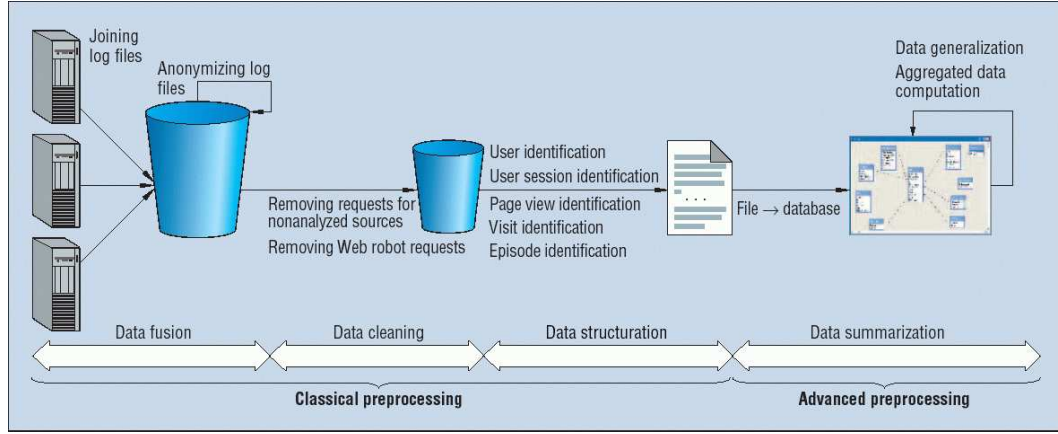 Joining
log files
Anonymizing log
files
Removing requests for
nonanalyzed sources
Removing Web robot requests
User identification
User session identification
Page view identification
Visit identification
Episode identification
. . .
File → database
Data generalization
Aggregated data
computation
Data fusion
Data cleaning
Data structuration
Data summarization
Classical preprocessing
Advanced preprocessing